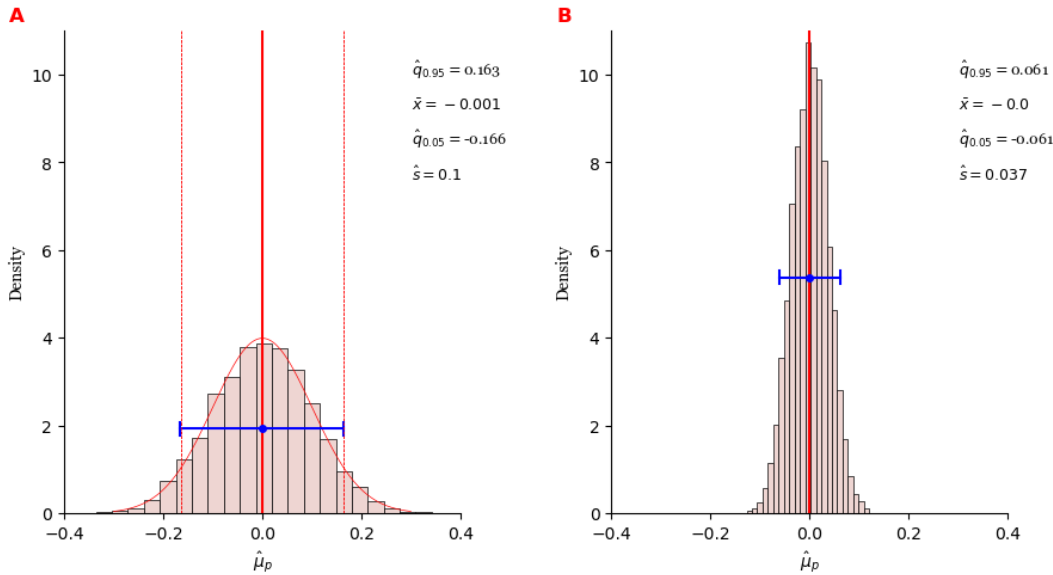 A
q̂0.95 = 0.163
x̄ = −0.001
q̂0.05 = -0.166
ŝ = 0.1
Density
10
8
6
4
2
0
−0.4
−0.2
0.0
0.2
0.4
μ̂p
B
q̂0.95 = 0.061
x̄ = −0.0
q̂0.05 = -0.061
ŝ = 0.037
Density
10
8
6
4
2
0
−0.4
−0.2
0.0
0.2
0.4
μ̂p